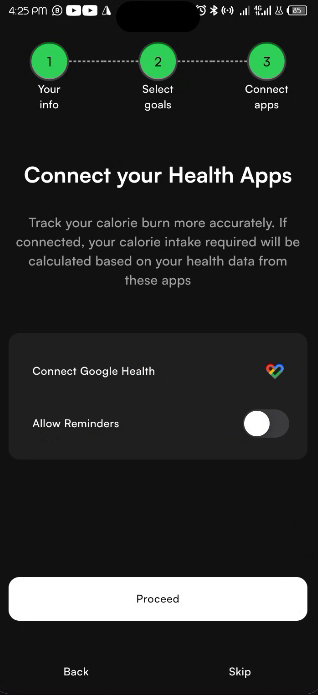 4:25 PM
4G
85
1
2
3
Your
info
Select
goals
Connect
apps
Connect your Health Apps
Track your calorie burn more accurately. If
connected, your calorie intake required will be
calculated based on your health data from
these apps
Connect Google Health
Allow Reminders
Proceed
Back
Skip